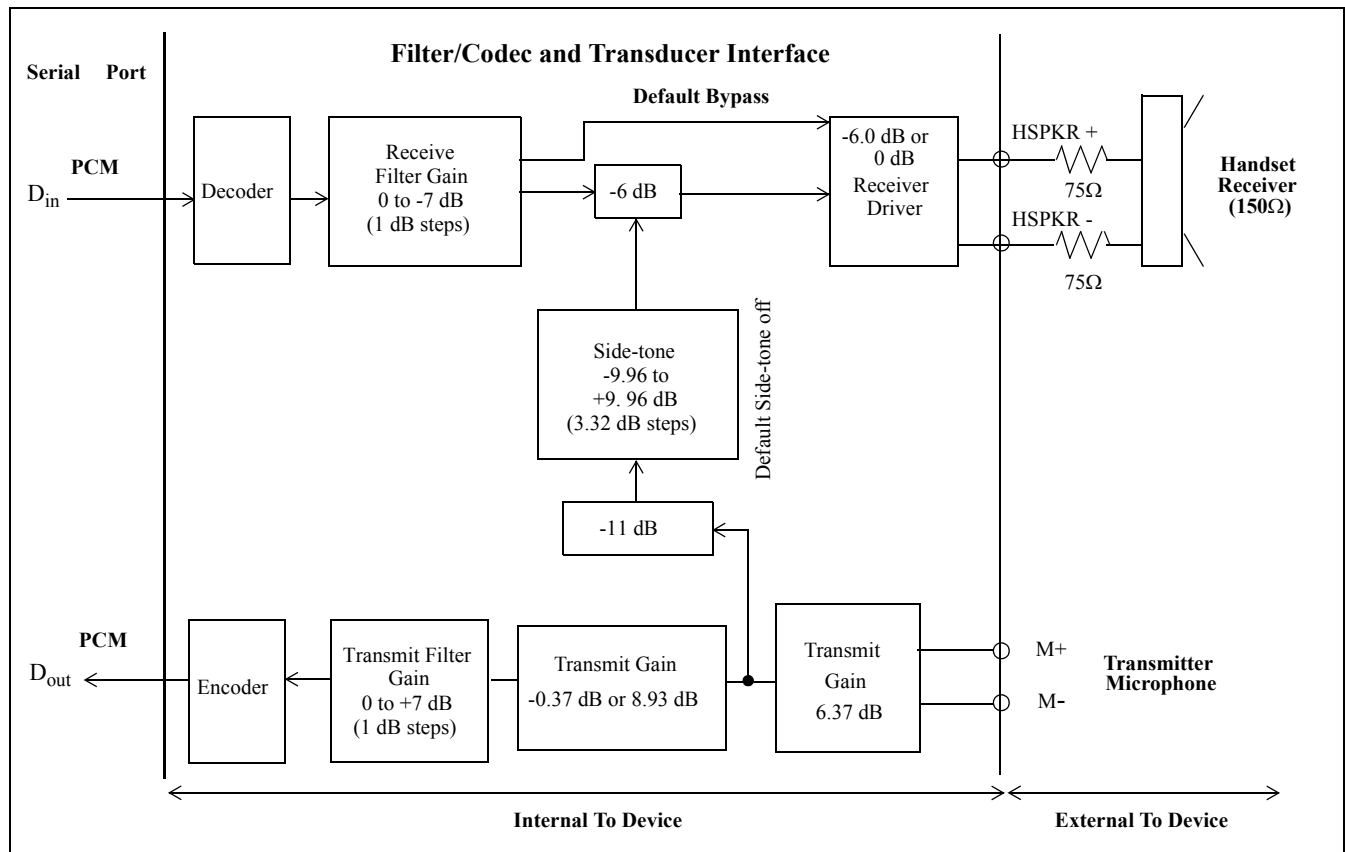 Filter/Codec and Transducer Interface
Serial Port
Default Bypass
PCM
D_in
Decoder
Receive
Filter Gain
0 to -7 dB
(1 dB steps)
-6 dB
-6.0 dB or
0 dB
Receiver
Driver
HSPKR +
75Ω
HSPKR -
75Ω
Handset
Receiver
(150Ω)
Side-tone
-9.96 to
+9. 96 dB
(3.32 dB steps)
Default Side-tone off
-11 dB
PCM
D_out
Encoder
Transmit Filter
Gain
0 to +7 dB
(1 dB steps)
Transmit Gain
-0.37 dB or 8.93 dB
Transmit
Gain
6.37 dB
M+
M-
Transmitter
Microphone
Internal To Device
External To Device